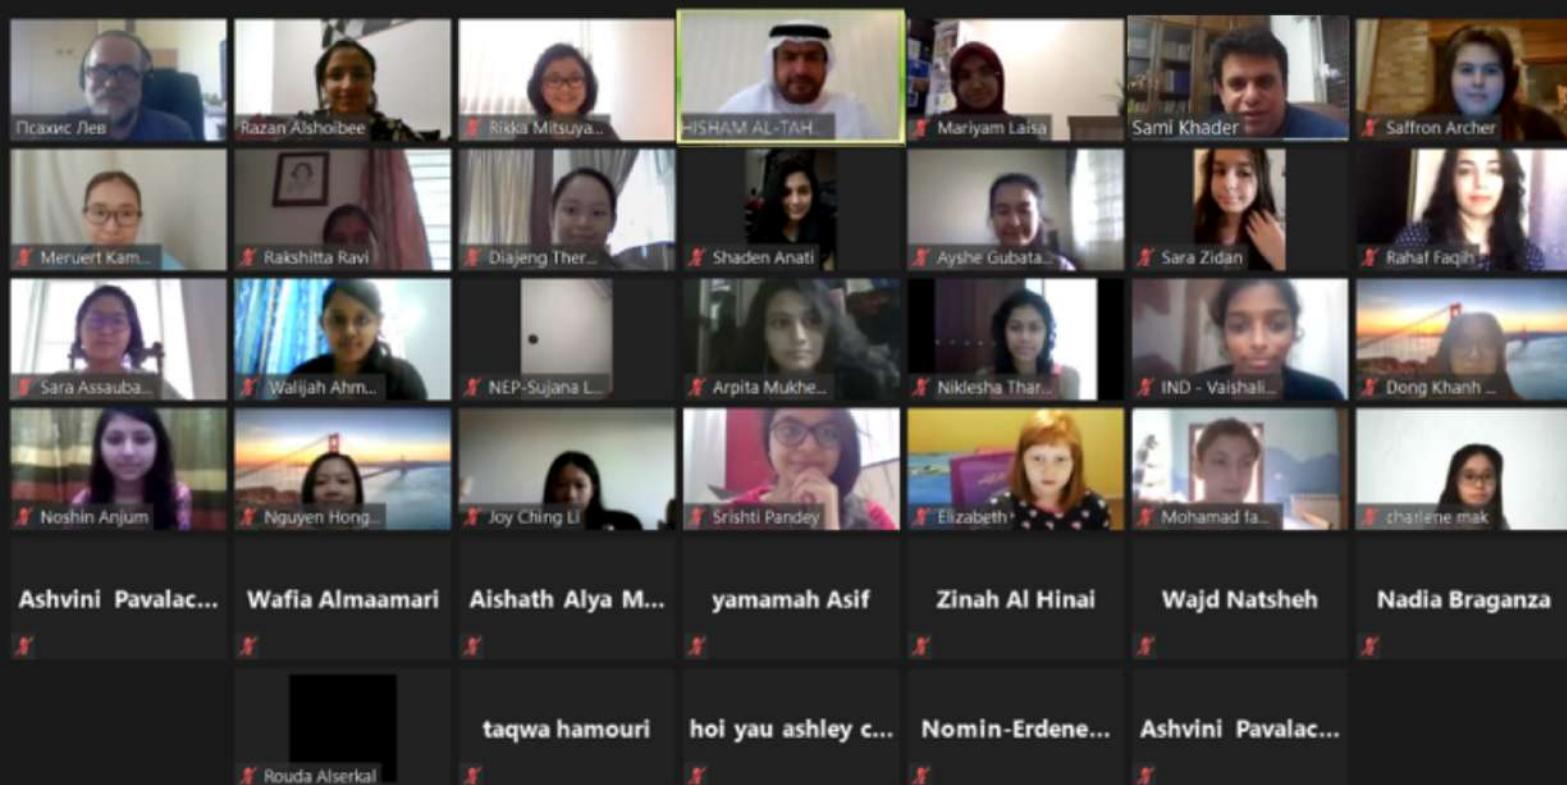 Псахис Лев
Razan Alshoibee
Rikka Mitsuya...
HISHAM AL-TAH...
Mariyam Laisa
Sami Khader
Saffron Archer
Meruert Kam...
Rakshitta Ravi
Diajeng Ther...
Shaden Anati
Ayshe Gubata...
Sara Zidan
Rahaf Faqih
Sara Assauba...
Walijah Ahm...
NEP-Sujana L...
Arpita Mukhe...
Niklesha Thar...
IND - Vaishali...
Dong Khanh ...
Noshin Anjum
Nguyen Hong...
Joy Ching Li
Srishti Pandey
Elizabeth
Mohamad fa...
charlene mak
Ashvini Pavalac...
Wafia Almaamari
Aishath Alya M...
yamamah Asif
Zinah Al Hinai
Wajd Natsheh
Nadia Braganza
Rouda Alserkal
taqwa hamouri
hoi yau ashley c...
Nomin-Erdene...
Ashvini Pavalac...